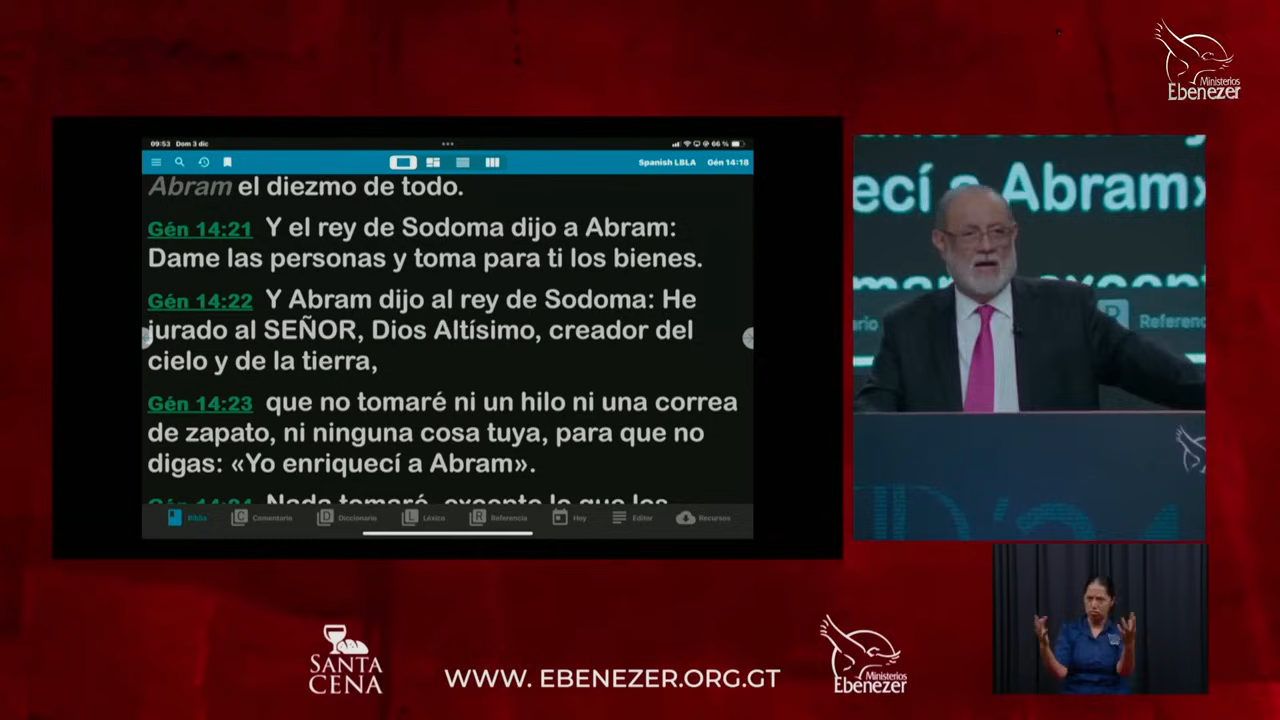 Ministerios
Ebenezer
09:53 Dom 3 dic
66 %
Spanish LBLA Gén 14:18
Abram el diezmo de todo.
Gén 14:21 Y el rey de Sodoma dijo a Abram:
Dame las personas y toma para ti los bienes.
Gén 14:22 Y Abram dijo al rey de Sodoma: He
jurado al SEÑOR, Dios Altísimo, creador del
cielo y de la tierra,
Gén 14:23 que no tomaré ni un hilo ni una correa
de zapato, ni ninguna cosa tuya, para que no
digas: «Yo enriquecí a Abram».
Biblia Comentario Diccionario Léxico Referencia Hoy Editor Recursos
ecí a Abram»
Referenc
SANTA
CENA
WWW. EBENEZER.ORG.GT
Ministerios
Ebenezer